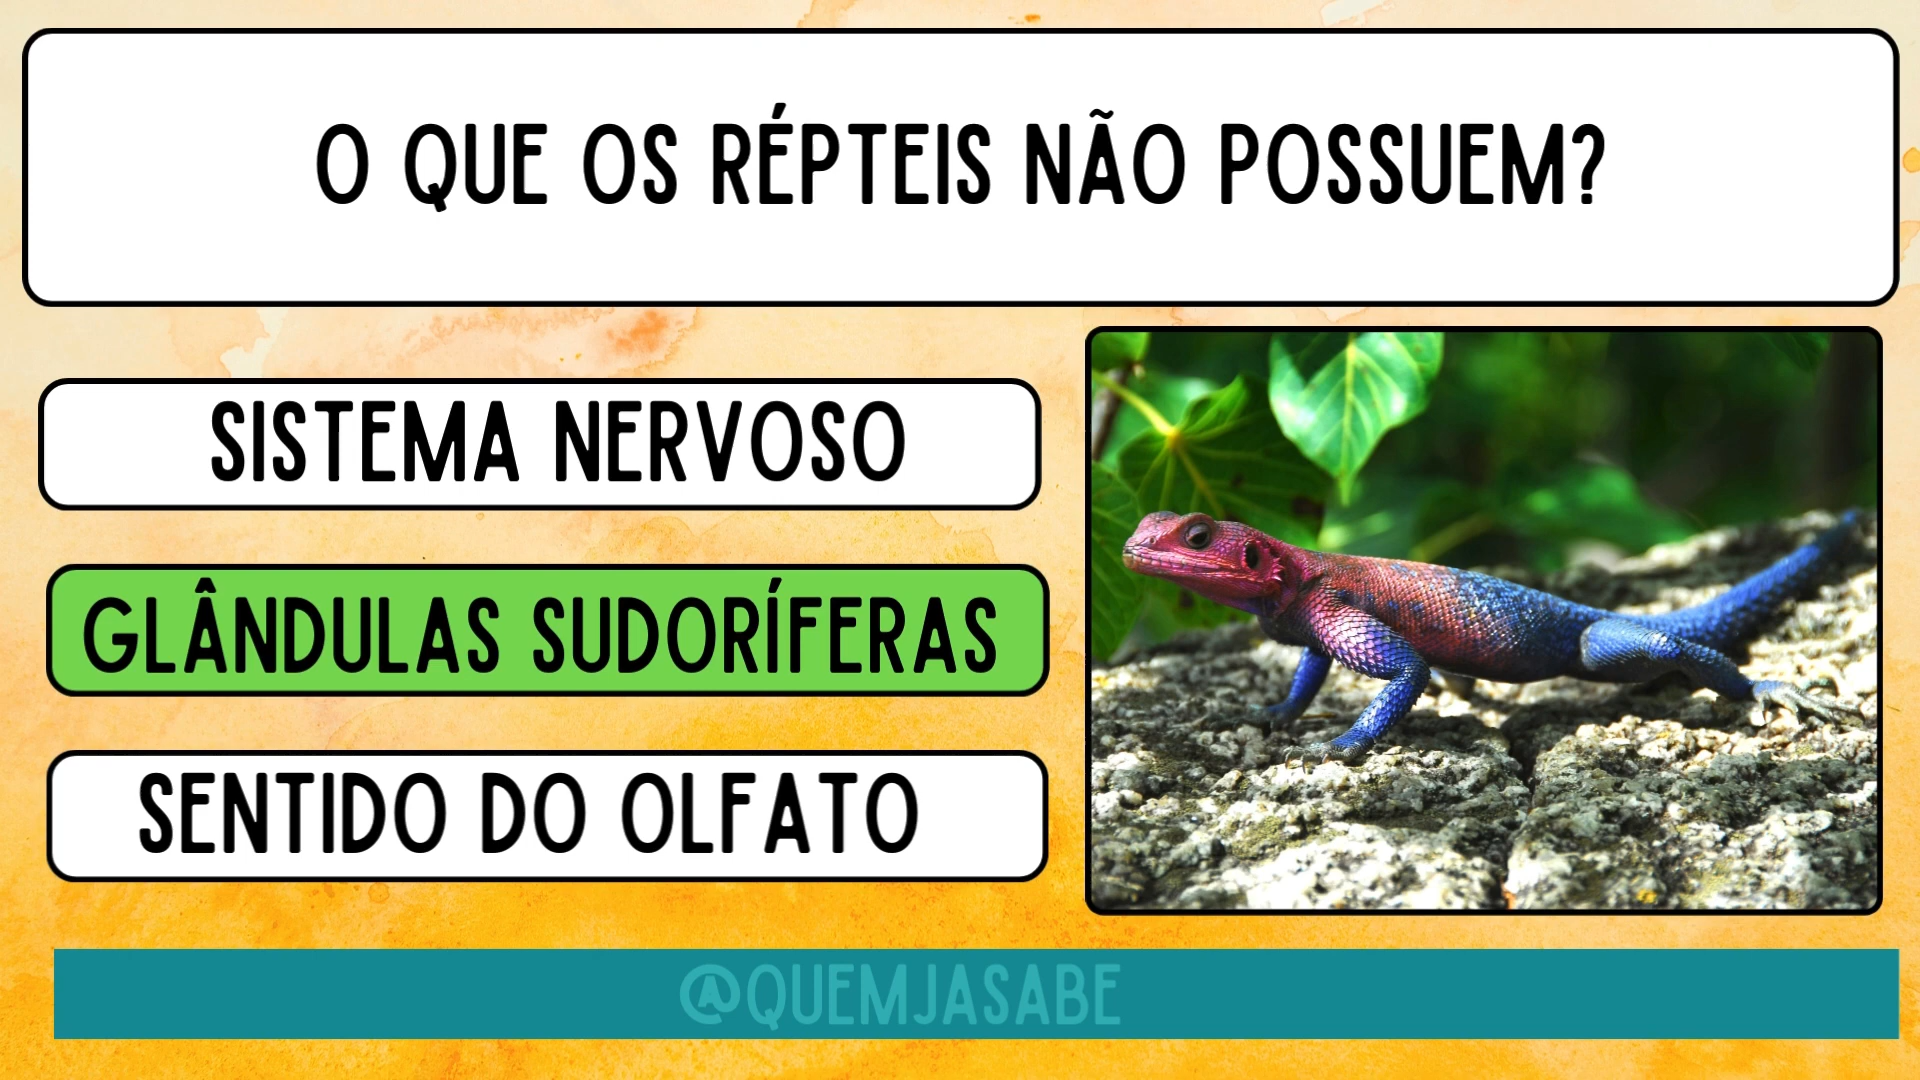 O QUE OS RÉPTEIS NÃO POSSUEM?
SISTEMA NERVOSO
GLÂNDULAS SUDORÍFERAS
SENTIDO DO OLFATO
@QUEMJASABE